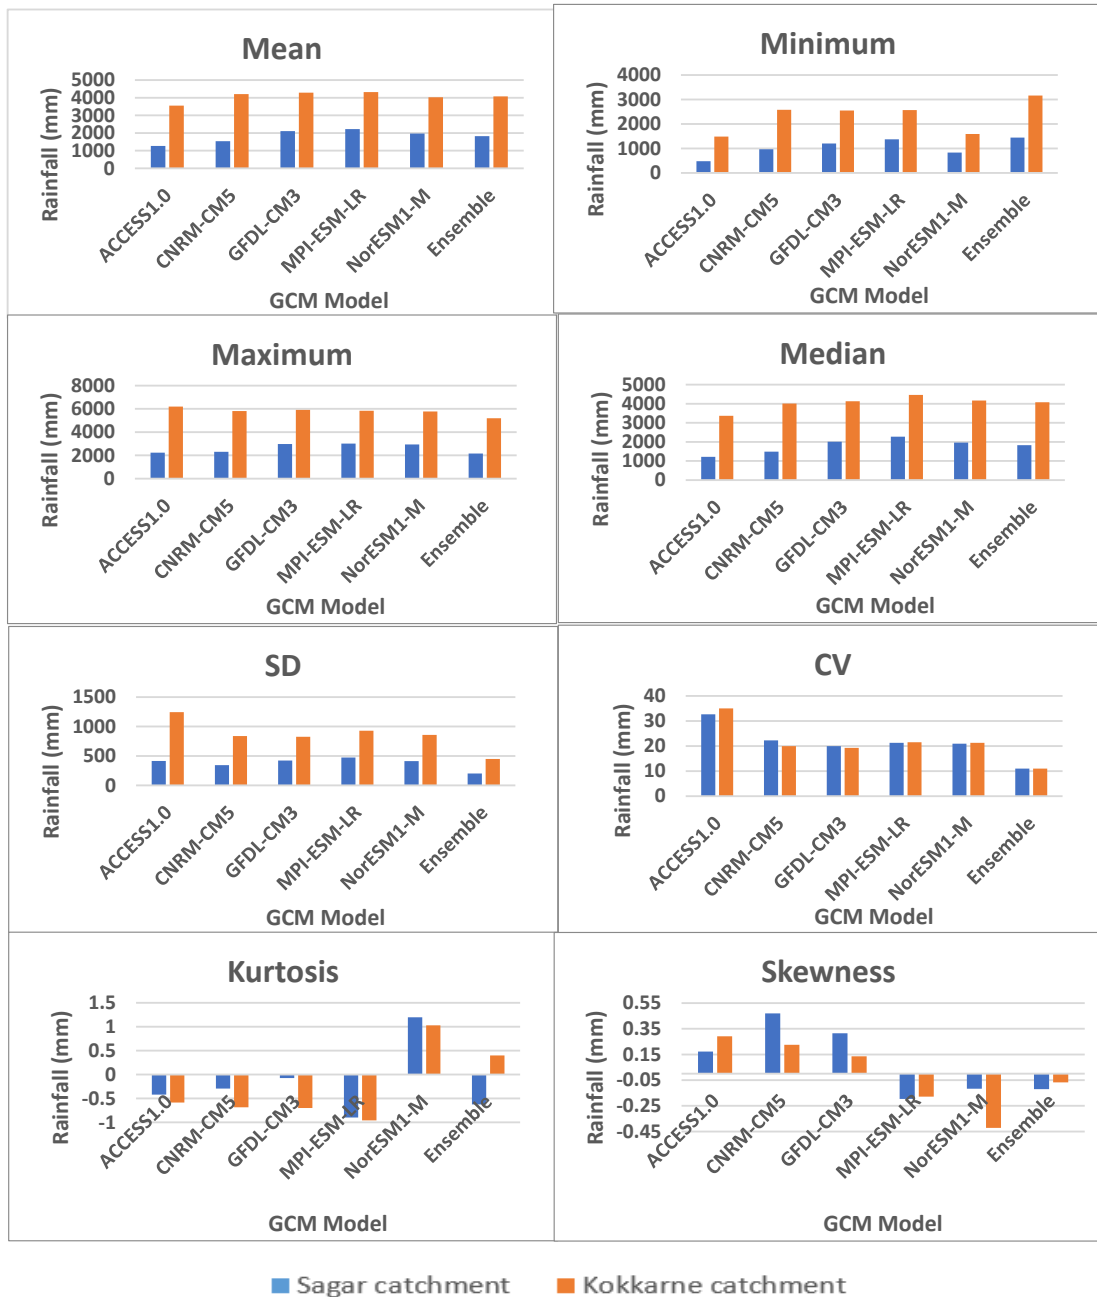 Mean
Rainfall (mm)
5000
4000
3000
2000
1000
0
ACCESS1.0
CNRM-CM5
GFDL-CM3
MPI-ESM-LR
NorESM1-M
Ensemble
GCM Model
Minimum
Rainfall (mm)
4000
3000
2000
1000
0
ACCESS1.0
CNRM-CM5
GFDL-CM3
MPI-ESM-LR
NorESM1-M
Ensemble
GCM Model
Maximum
Rainfall (mm)
8000
6000
4000
2000
0
ACCESS1.0
CNRM-CM5
GFDL-CM3
MPI-ESM-LR
NorESM1-M
Ensemble
GCM Model
Median
Rainfall (mm)
5000
4000
3000
2000
1000
0
ACCESS1.0
CNRM-CM5
GFDL-CM3
MPI-ESM-LR
NorESM1-M
Ensemble
GCM Model
SD
Rainfall (mm)
1500
1000
500
0
ACCESS1.0
CNRM-CM5
GFDL-CM3
MPI-ESM-LR
NorESM1-M
Ensemble
GCM Model
CV
Rainfall (mm)
40
30
20
10
0
ACCESS1.0
CNRM-CM5
GFDL-CM3
MPI-ESM-LR
NorESM1-M
Ensemble
GCM Model
Kurtosis
Rainfall (mm)
1.5
1
0.5
0
-0.5
-1
ACCESS1.0
CNRM-CM5
GFDL-CM3
MPI-ESM-LR
NorESM1-M
Ensemble
GCM Model
Skewness
Rainfall (mm)
0.55
0.35
0.15
-0.05
-0.25
-0.45
ACCESS1.0
CNRM-CM5
GFDL-CM3
MPI-ESM-LR
NorESM1-M
Ensemble
GCM Model
Sagar catchment
Kokkarne catchment